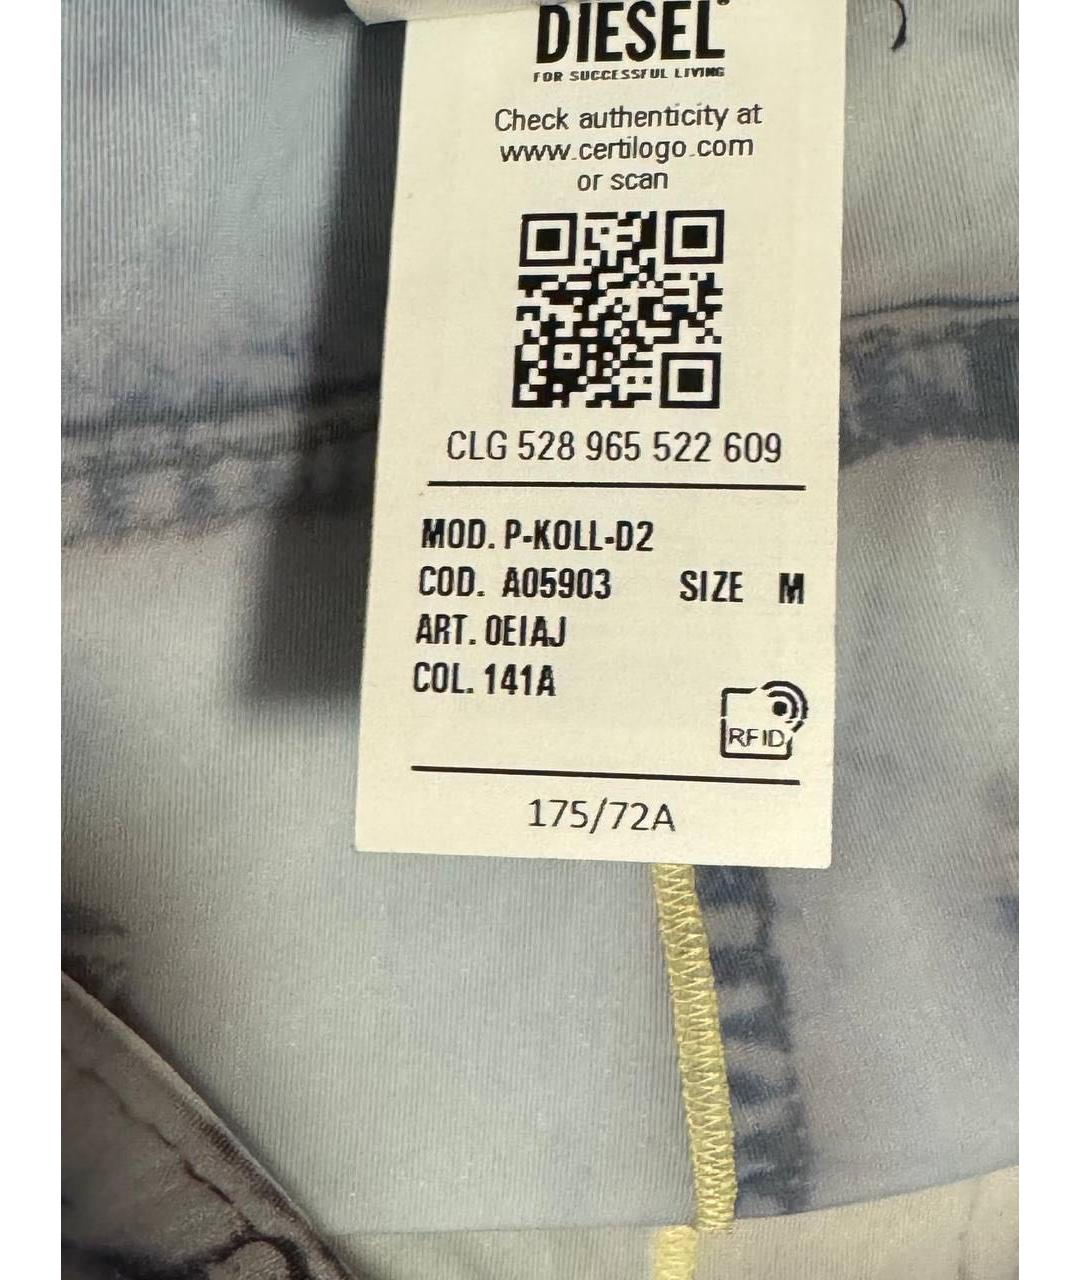 DIESEL
FOR SUCCESSFUL LIVING
Check authenticity at
www.certilogo.com
or scan
CLG 528 965 522 609
MOD. P-KOLL-D2
COD. A05903 SIZE M
ART. 0EIAJ
COL. 141A
RFID
175/72A